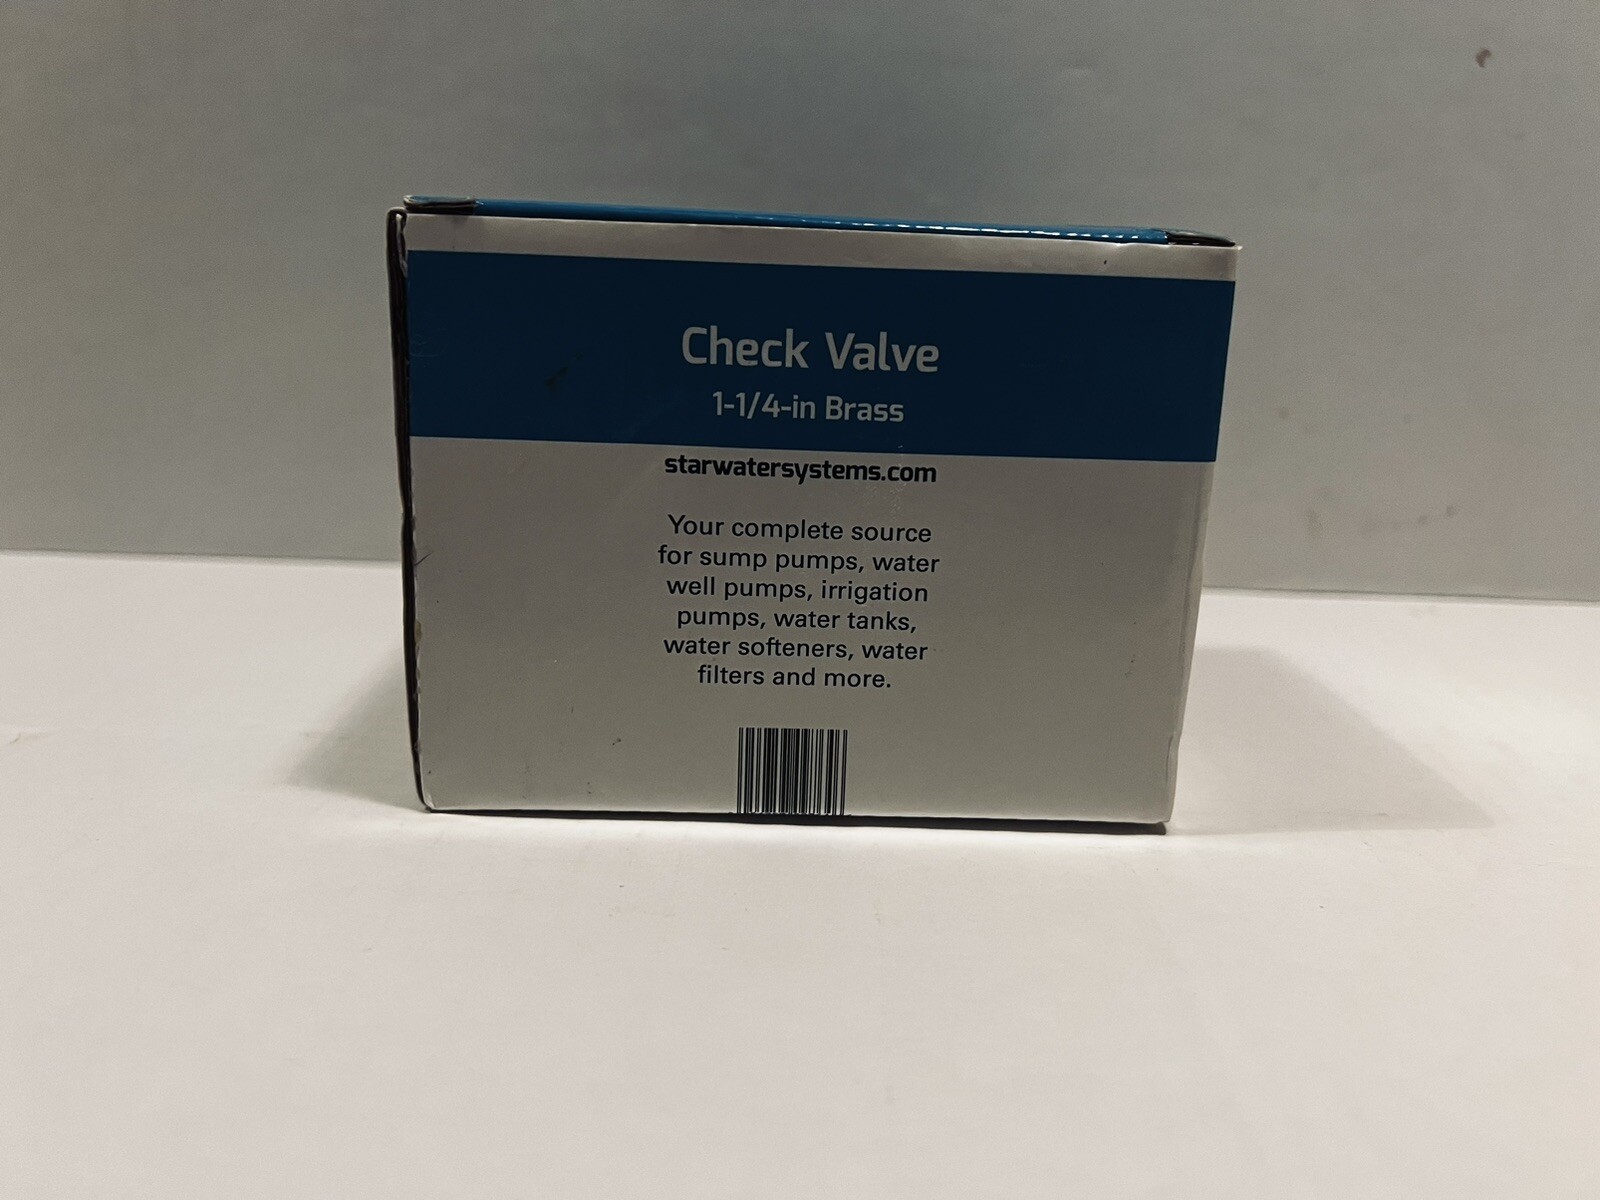 Check Valve
1-1/4-in Brass
starwatersystems.com
Your complete source
for sump pumps, water
well pumps, irrigation
pumps, water tanks,
water softeners, water
filters and more.